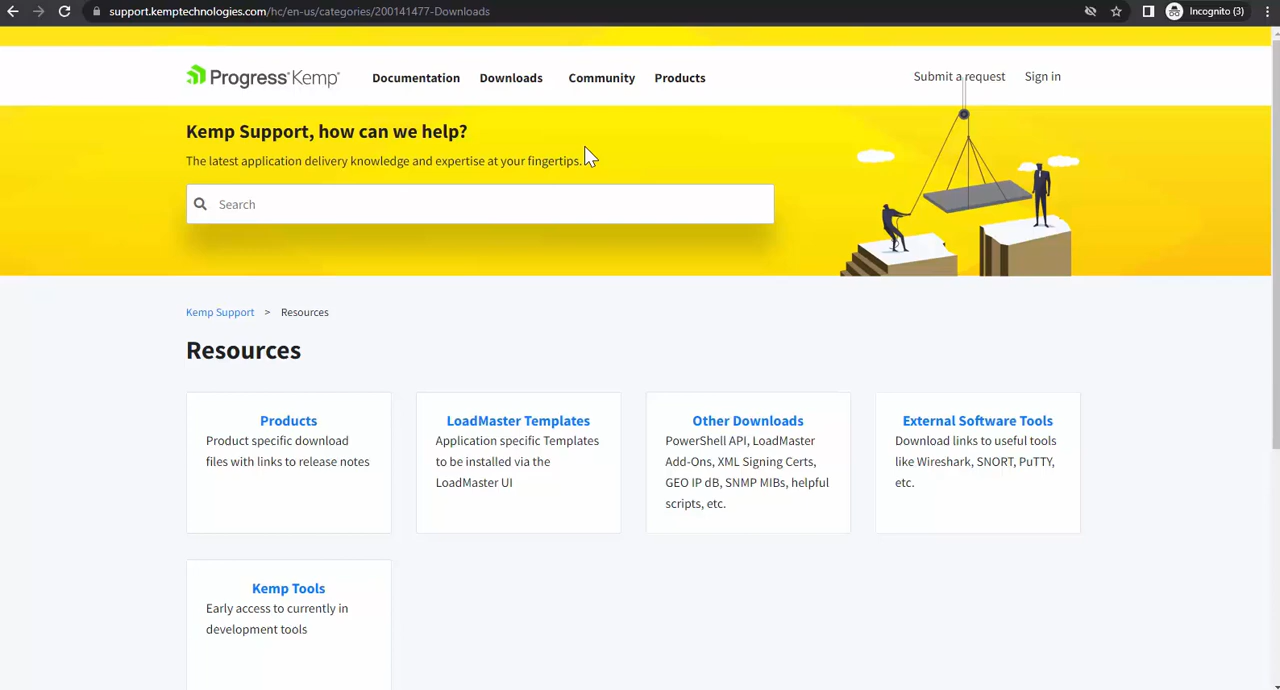 support.kemptechnologies.com/hc/en-us/categories/200141477-Downloads
Incognito (3)
Progress Kemp
Documentation
Downloads
Community
Products
Submit a request
Sign in
Kemp Support, how can we help?
The latest application delivery knowledge and expertise at your fingertips.
Search
Kemp Support > Resources
Resources
Products
Product specific download
files with links to release notes
LoadMaster Templates
Application specific Templates
to be installed via the
LoadMaster UI
Other Downloads
PowerShell API, LoadMaster
Add-Ons, XML Signing Certs,
GEO IP dB, SNMP MIBs, helpful
scripts, etc.
External Software Tools
Download links to useful tools
like Wireshark, SNORT, PuTTY,
etc.
Kemp Tools
Early access to currently in
development tools